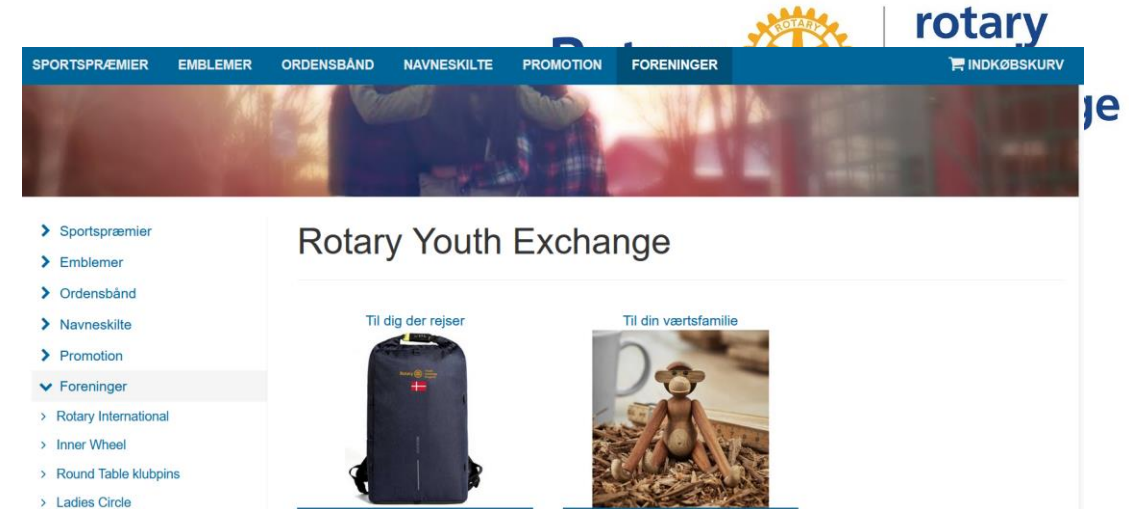 rotary
ROTARY
SPORTSPRÆMIER EMBLEMER ORDENSBÅND NAVNESKILTE PROMOTION FORENINGER INDKØBSKURV
Sportspræmier
Emblemer
Ordensbånd
Navneskilte
Promotion
Foreninger
Rotary International
Inner Wheel
Round Table klubpins
Ladies Circle
Rotary Youth Exchange
Til dig der rejser
Til din værtsfamilie